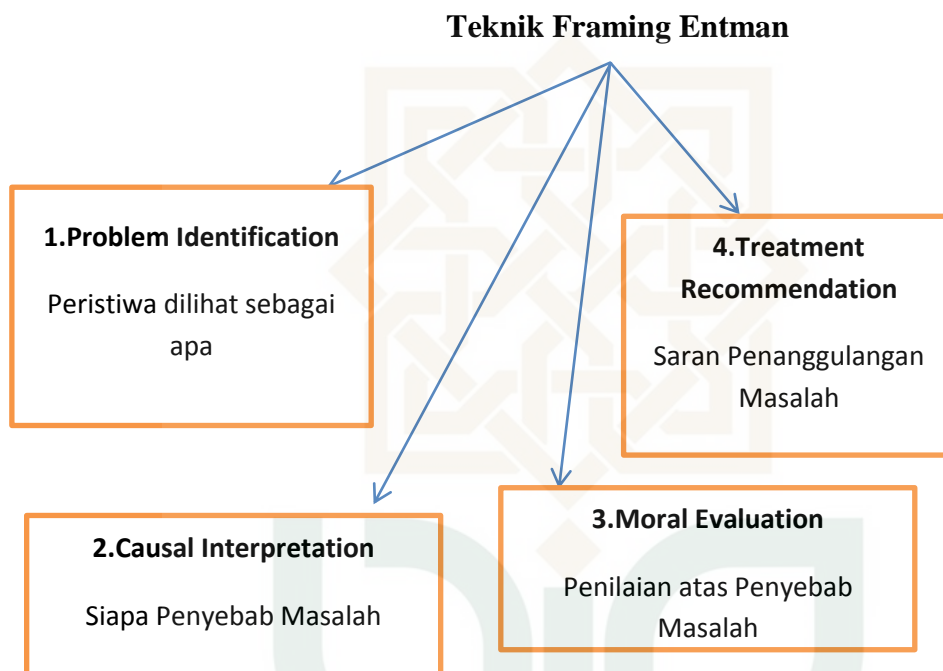 Teknik Framing Entman
1.Problem Identification
Peristiwa dilihat sebagai
apa
2.Causal Interpretation
Siapa Penyebab Masalah
3.Moral Evaluation
Penilaian atas Penyebab
Masalah
4.Treatment
Recommendation
Saran Penanggulangan
Masalah